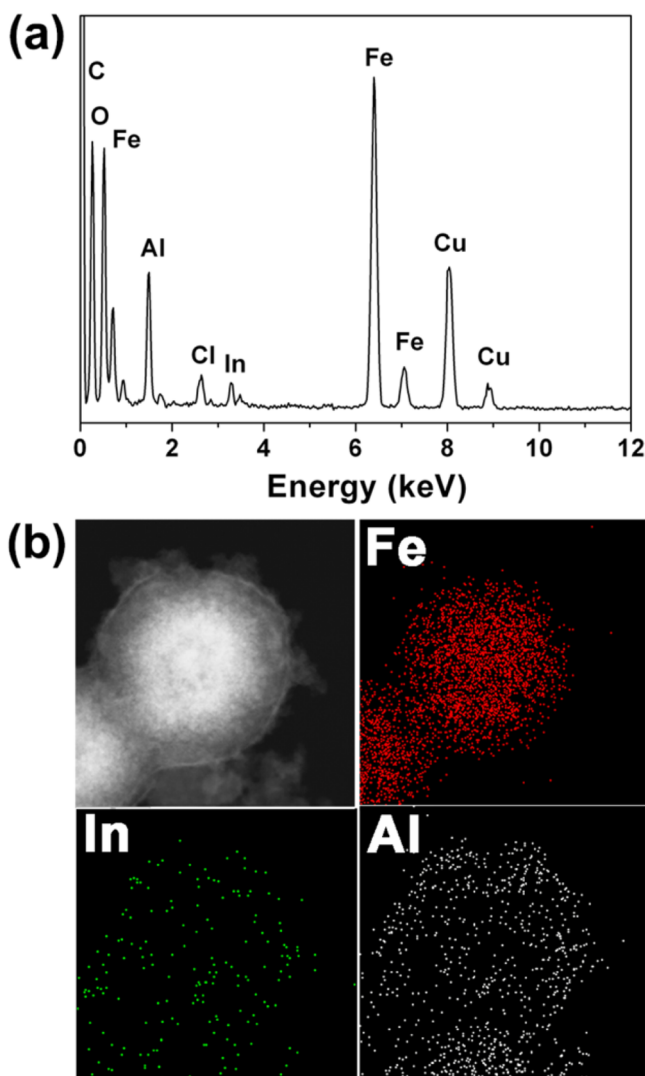 (a)
C
O
Fe
Al
Cl
In
Fe
Fe
Cu
Cu
0 2 4 6 8 10 12
Energy (keV)
(b)
Fe
In
Al